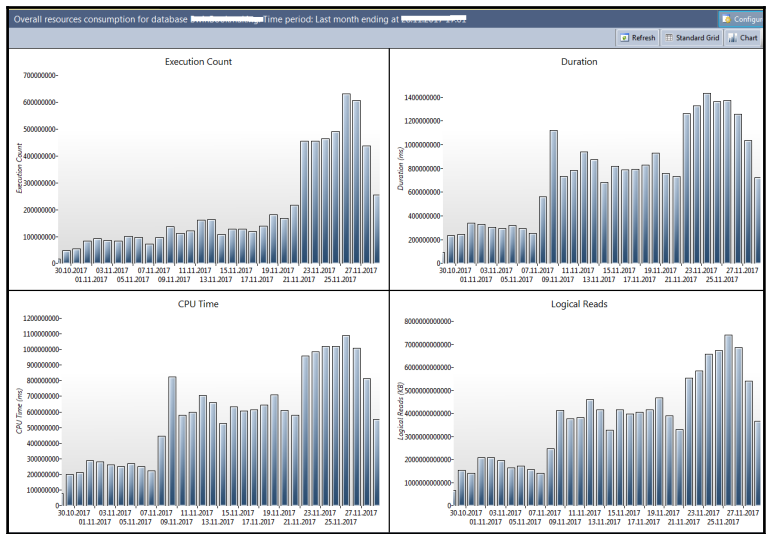 Overall resources consumption for database Time period: Last month ending at
Configur
Refresh Standard Grid Chart
Execution Count
700000000
600000000
500000000
400000000
300000000
200000000
100000000
0
Execution Count
30.10.2017 03.11.2017 07.11.2017 11.11.2017 15.11.2017 19.11.2017 23.11.2017 27.11.2017
01.11.2017 05.11.2017 09.11.2017 13.11.2017 17.11.2017 21.11.2017 25.11.2017
Duration
1400000000
1200000000
1000000000
800000000
600000000
400000000
200000000
0
Duration (ms)
30.10.2017 03.11.2017 07.11.2017 11.11.2017 15.11.2017 19.11.2017 23.11.2017 27.11.2017
01.11.2017 05.11.2017 09.11.2017 13.11.2017 17.11.2017 21.11.2017 25.11.2017
CPU Time
1200000000
1100000000
1000000000
900000000
800000000
700000000
600000000
500000000
400000000
300000000
200000000
100000000
0
CPU Time (ms)
30.10.2017 03.11.2017 07.11.2017 11.11.2017 15.11.2017 19.11.2017 23.11.2017 27.11.2017
01.11.2017 05.11.2017 09.11.2017 13.11.2017 17.11.2017 21.11.2017 25.11.2017
Logical Reads
8000000000000
7000000000000
6000000000000
5000000000000
4000000000000
3000000000000
2000000000000
1000000000000
0
Logical Reads (KB)
30.10.2017 03.11.2017 07.11.2017 11.11.2017 15.11.2017 19.11.2017 23.11.2017 27.11.2017
01.11.2017 05.11.2017 09.11.2017 13.11.2017 17.11.2017 21.11.2017 25.11.2017